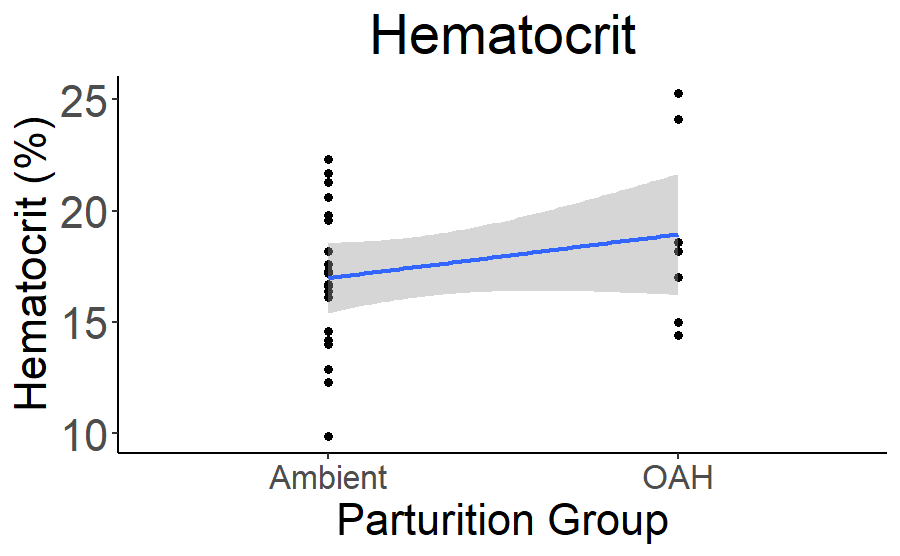 Hematocrit
Hematocrit (%)
25
20
15
10
Ambient OAH
Parturition Group